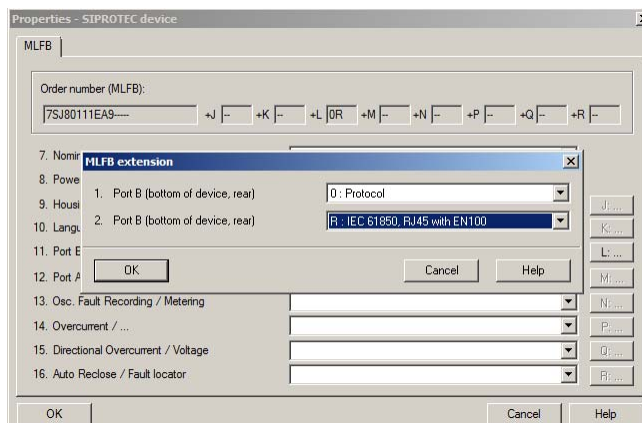 Properties - SIPROTEC device
MLFB
Order number (MLFB):
7SJ80111EA9----- +J -- +K -- +L 0R +M -- +N -- +P -- +Q -- +R --
7. Nomin
MLFB extension
8. Powe
1. Port B (bottom of device, rear) 0 : Protocol
9. Housi J: ...
2. Port B (bottom of device, rear) R : IEC 61850, RJ45 with EN100
10. Langu K: ...
11. Port B L: ...
OK Cancel Help
12. Port A M: ...
13. Osc. Fault Recording / Metering N: ...
14. Overcurrent / ... P: ...
15. Directional Overcurrent / Voltage Q: ...
16. Auto Reclose / Fault locator R: ...
OK Cancel Help